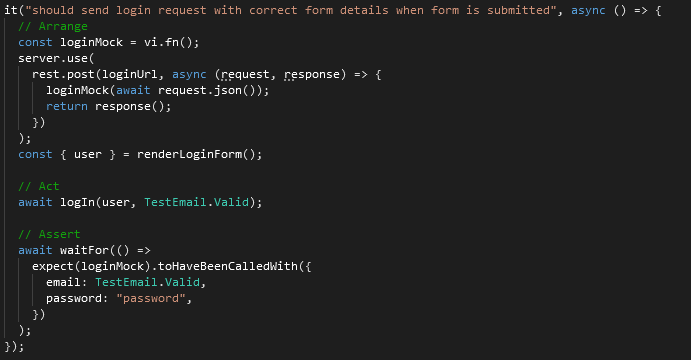 it("should send login request with correct form details when form is submitted", async () => {
  // Arrange
  const loginMock = vi.fn();
  server.use(
    rest.post(loginUrl, async (request, response) => {
      loginMock(await request.json());
      return response();
    })
  );
  const { user } = renderLoginForm();

  // Act
  await logIn(user, TestEmail.Valid);

  // Assert
  await waitFor(() =>
    expect(loginMock).toHaveBeenCalledWith({
      email: TestEmail.Valid,
      password: "password",
    })
  );
});